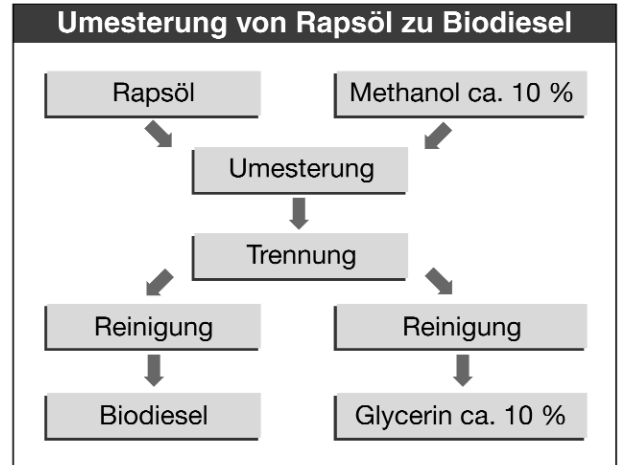 Umesterung von Rapsöl zu Biodiesel
Rapsöl
Methanol ca. 10 %
Umesterung
Trennung
Reinigung
Reinigung
Biodiesel
Glycerin ca. 10 %